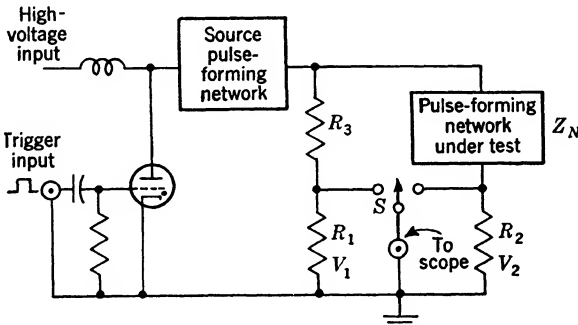 High-
voltage
input
Source
pulse-
forming
network
Pulse-forming
network
under test
Z_N
R_3
Trigger
input
S
R_1
V_1
To
scope
R_2
V_2